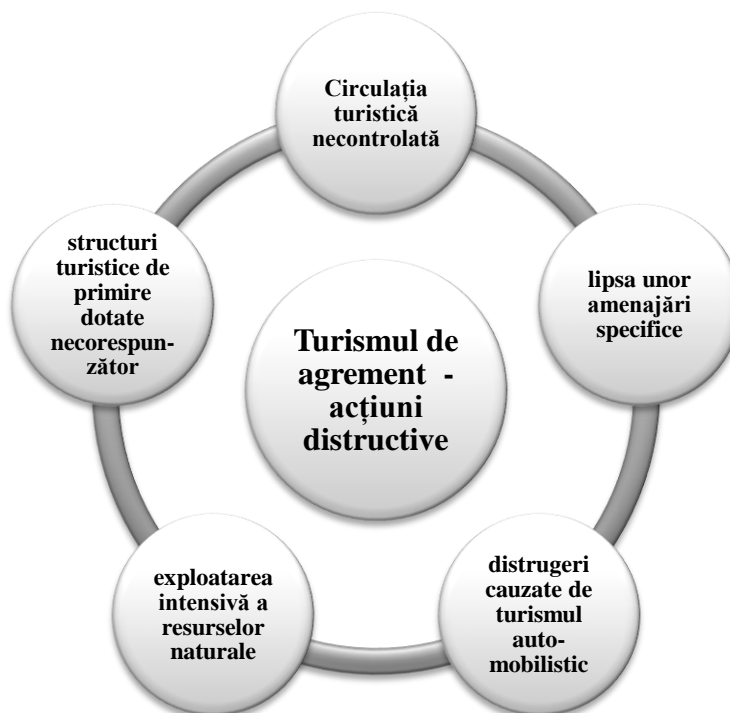 Circulația
turistică
necontrolată
structuri
turistice de
primire
dotate
necorespun-
zător
lipsa unor
amenajări
specifice
Turismul de
agrement -
acțiuni
distructive
exploatarea
intensivă a
resurselor
naturale
distrugeri
cauzate de
turismul
auto-
mobilistic